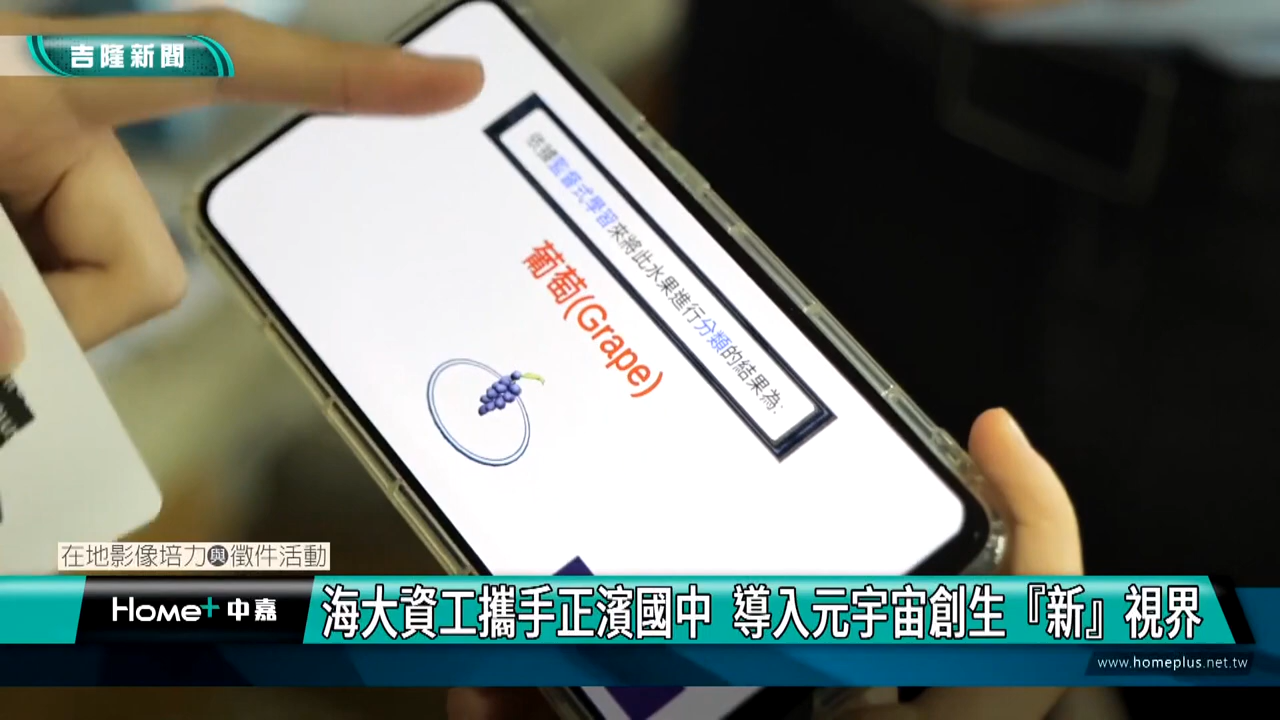 吉隆新聞
依據監督式學習來將此水果進行分類的結果為:
葡萄(Grape)
在地影像培力與徵件活動
Home+中嘉
海大資工攜手正濱國中 導入元宇宙創生『新』視界
www.homeplus.net.tw